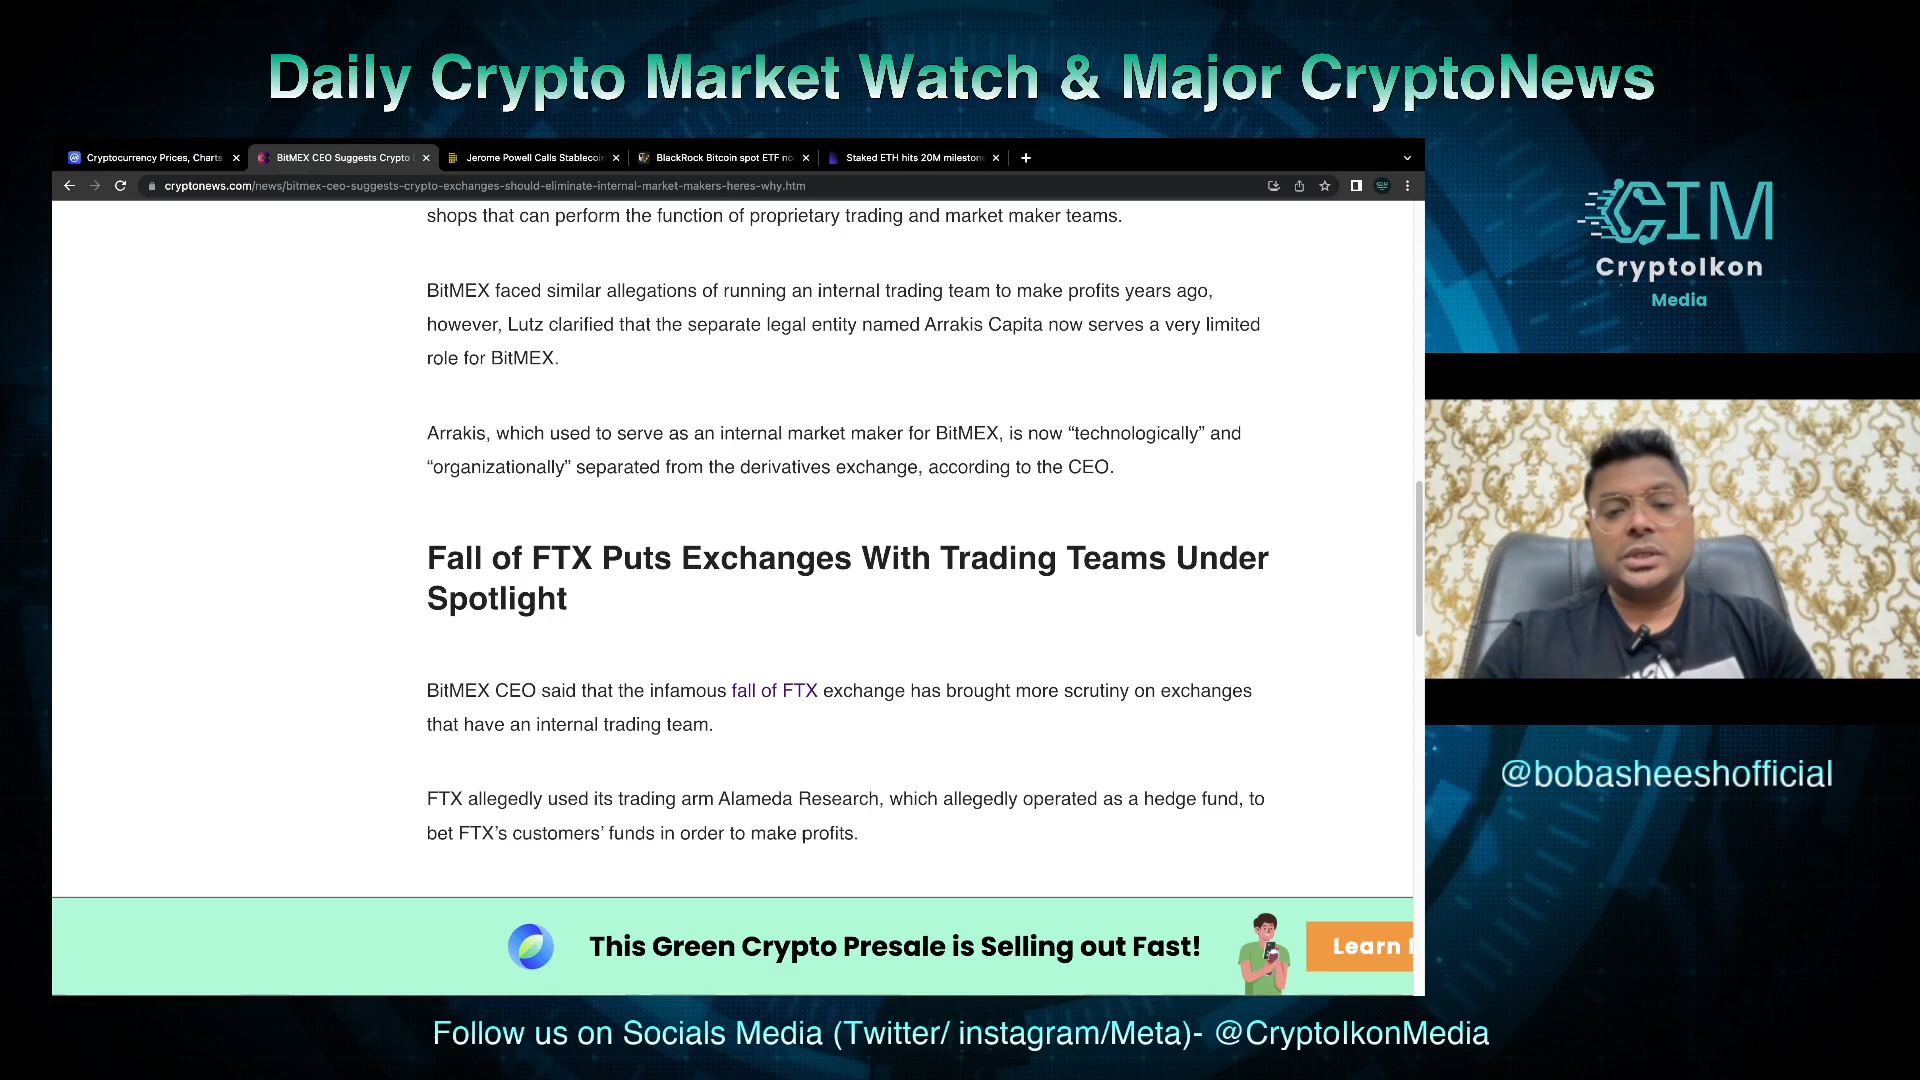 Daily Crypto Market Watch & Major CryptoNews
Cryptocurrency Prices, Charts
BitMEX CEO Suggests Crypto
Jerome Powell Calls Stablecoin
BlackRock Bitcoin spot ETF no
Staked ETH hits 20M milestone
cryptonews.com/news/bitmex-ceo-suggests-crypto-exchanges-should-eliminate-internal-market-makers-heres-why.htm
shops that can perform the function of proprietary trading and market maker teams.
BitMEX faced similar allegations of running an internal trading team to make profits years ago,
however, Lutz clarified that the separate legal entity named Arrakis Capita now serves a very limited
role for BitMEX.
Arrakis, which used to serve as an internal market maker for BitMEX, is now “technologically” and
“organizationally” separated from the derivatives exchange, according to the CEO.
Fall of FTX Puts Exchanges With Trading Teams Under
Spotlight
BitMEX CEO said that the infamous fall of FTX exchange has brought more scrutiny on exchanges
that have an internal trading team.
FTX allegedly used its trading arm Alameda Research, which allegedly operated as a hedge fund, to
bet FTX’s customers’ funds in order to make profits.
This Green Crypto Presale is Selling out Fast!
Learn
CIM
CryptoIkon
Media
@bobasheeshofficial
Follow us on Socials Media (Twitter/ instagram/Meta)- @CryptoIkonMedia